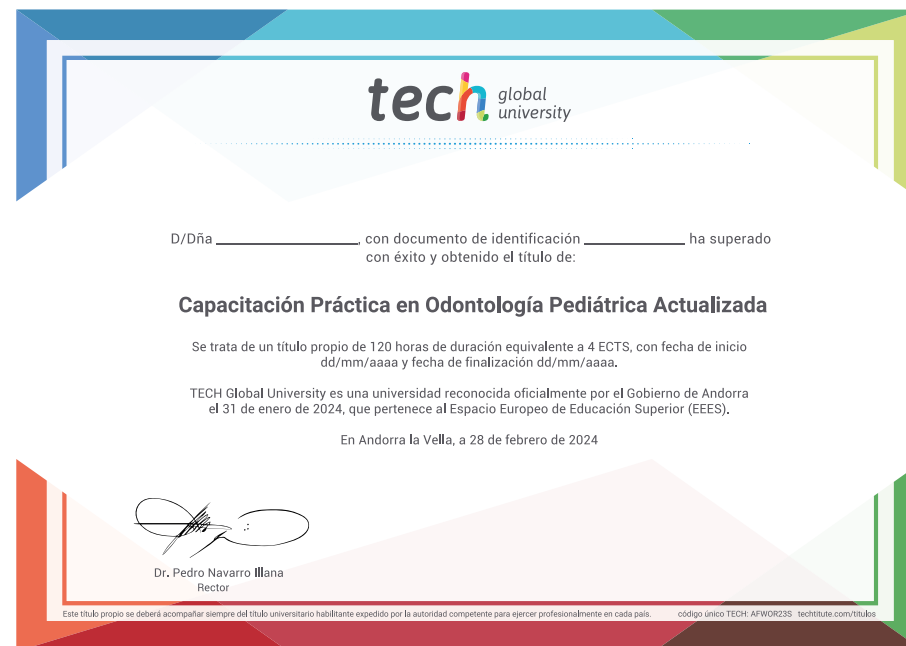 tech global university
D/Dña ____________________, con documento de identificación ______________ ha superado
con éxito y obtenido el título de:
Capacitación Práctica en Odontología Pediátrica Actualizada
Se trata de un título propio de 120 horas de duración equivalente a 4 ECTS, con fecha de inicio
dd/mm/aaaa y fecha de finalización dd/mm/aaaa.
TECH Global University es una universidad reconocida oficialmente por el Gobierno de Andorra
el 31 de enero de 2024, que pertenece al Espacio Europeo de Educación Superior (EEES).
En Andorra la Vella, a 28 de febrero de 2024
Dr. Pedro Navarro Illana
Rector
Este título propio se deberá acompañar siempre del título universitario habilitante expedido por la autoridad competente para ejercer profesionalmente en cada país. código único TECH: AFWOR23S techtitute.com/titulos